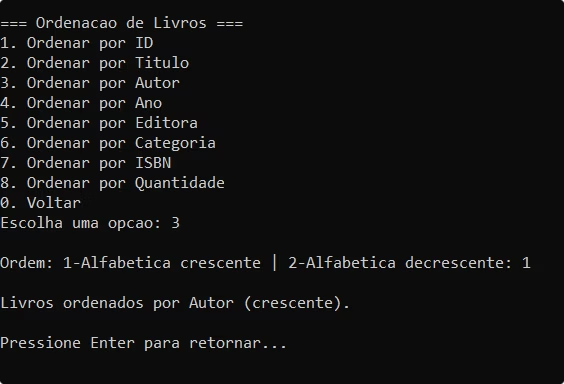 === Ordenacao de Livros ===
1. Ordenar por ID
2. Ordenar por Titulo
3. Ordenar por Autor
4. Ordenar por Ano
5. Ordenar por Editora
6. Ordenar por Categoria
7. Ordenar por ISBN
8. Ordenar por Quantidade
0. Voltar
Escolha uma opcao: 3
Ordem: 1-Alfabetica crescente | 2-Alfabetica decrescente: 1
Livros ordenados por Autor (crescente).
Pressione Enter para retornar...